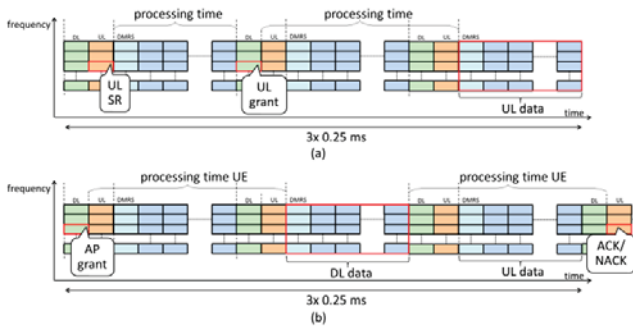 frequency
processing time
processing time
DL UL DMRS
DL UL DMRS
DL UL DMRS
UL
SR
UL
grant
UL data
time
3x 0.25 ms
(a)
frequency
processing time UE
processing time UE
DL UL DMRS
DL UL
DL UL DMRS
DL UL
AP
grant
DL data
UL data
ACK/
NACK
time
3x 0.25 ms
(b)